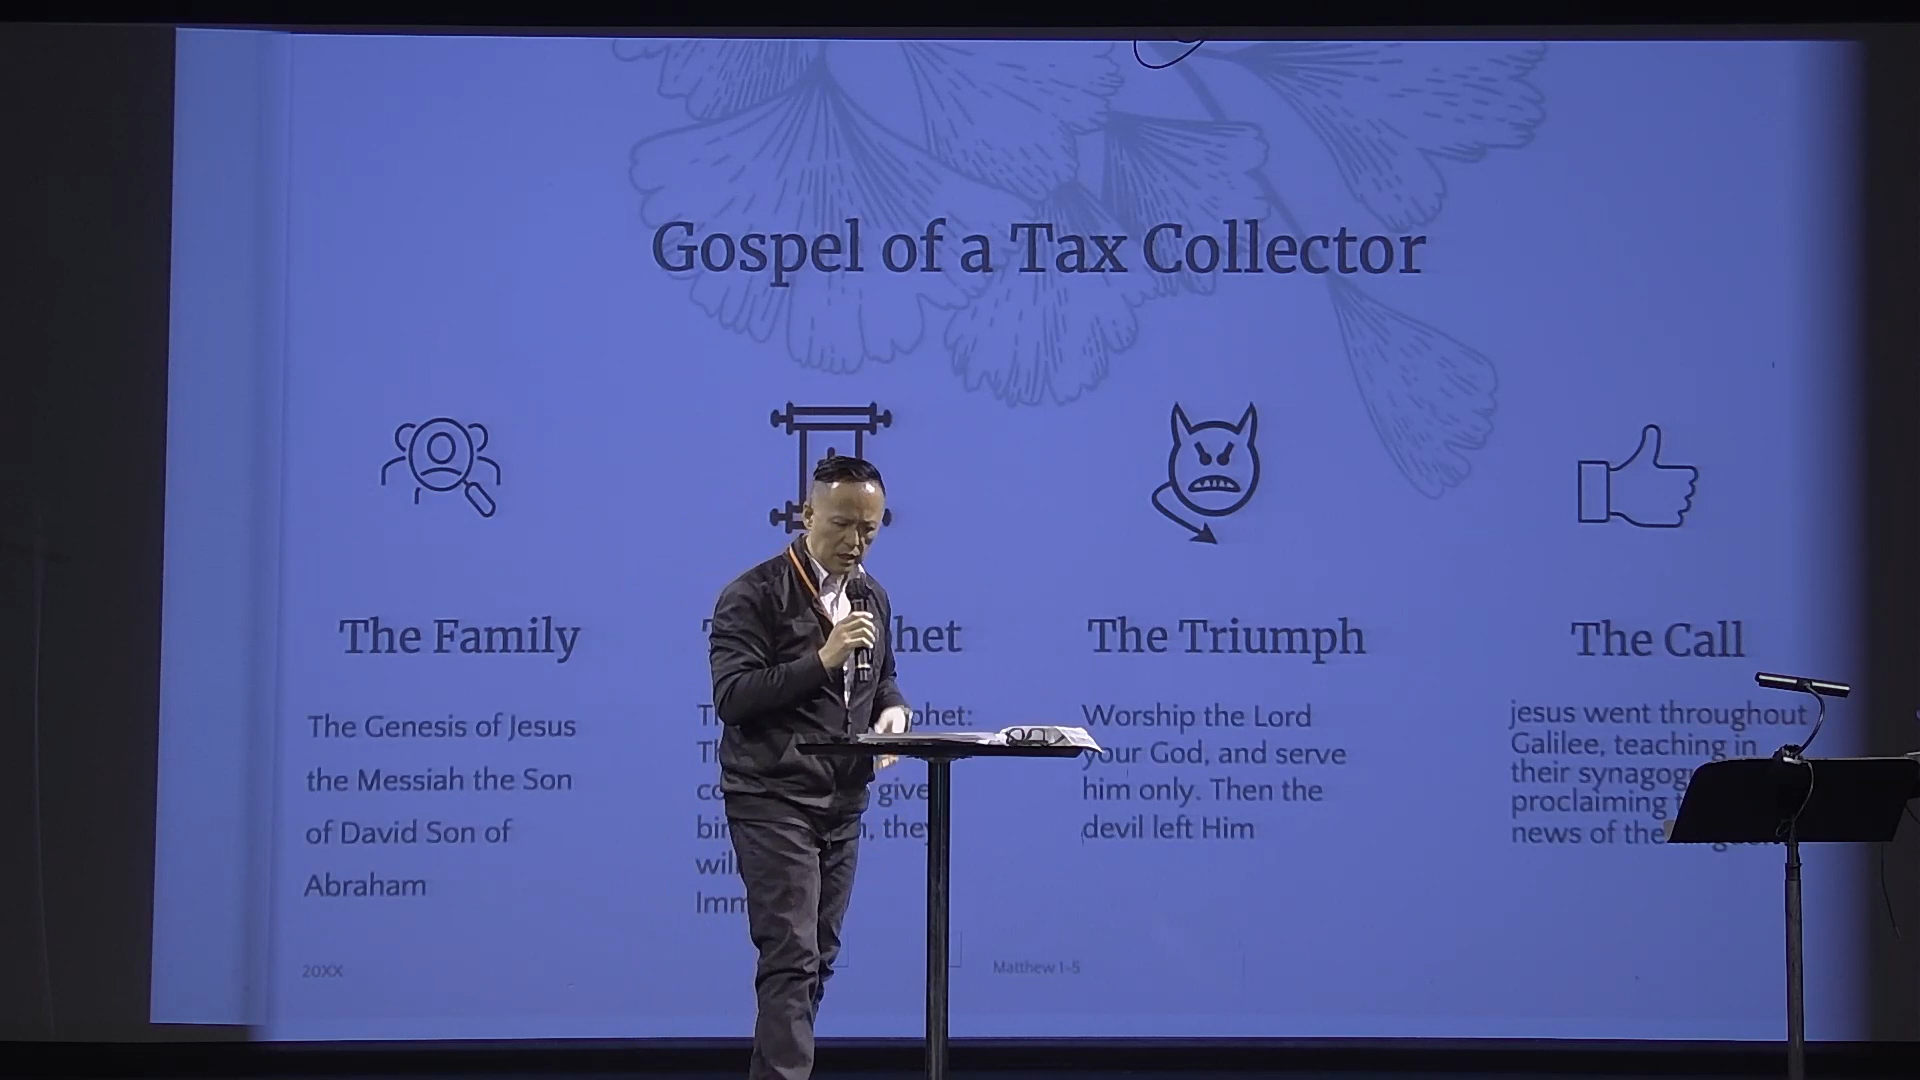 Gospel of a Tax Collector
The Family
The Genesis of Jesus
the Messiah the Son
of David Son of
Abraham
The Triumph
Worship the Lord
your God, and serve
him only. Then the
devil left Him
The Call
jesus went throughout
Galilee, teaching in
their
proclaiming
news of the
give
will
20XX
Matthew 1-5